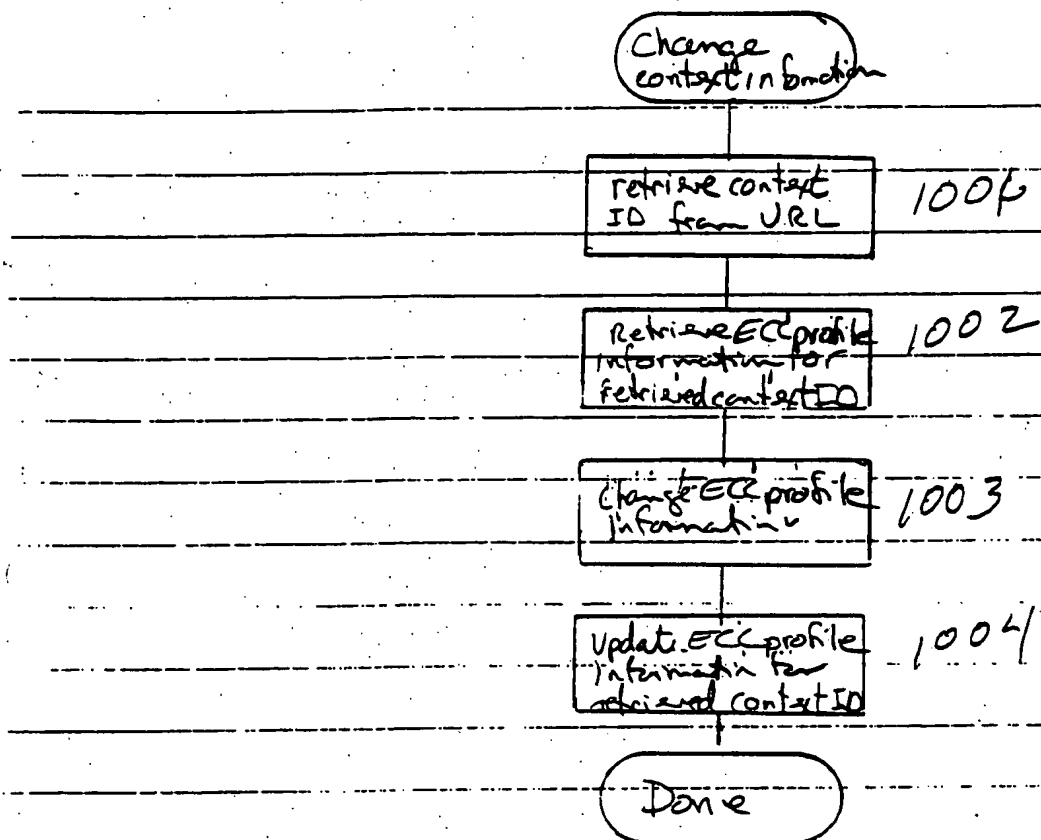 Change
context information
retrieve context
ID from URL
1001
Retrieve ECC profile
information for
retrieved context ID
1002
Change ECC profile
information
1003
Update ECC profile
information for
retrieved context ID
1004
Done